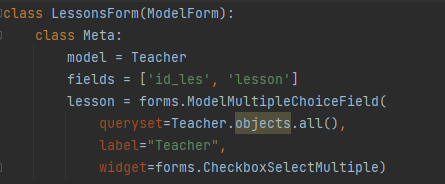 class LessonsForm(ModelForm):
    class Meta:
        model = Teacher
        fields = ['id_les', 'lesson']
        lesson = forms.ModelMultipleChoiceField(
            queryset=Teacher.objects.all(),
            label="Teacher",
            widget=forms.CheckboxSelectMultiple)